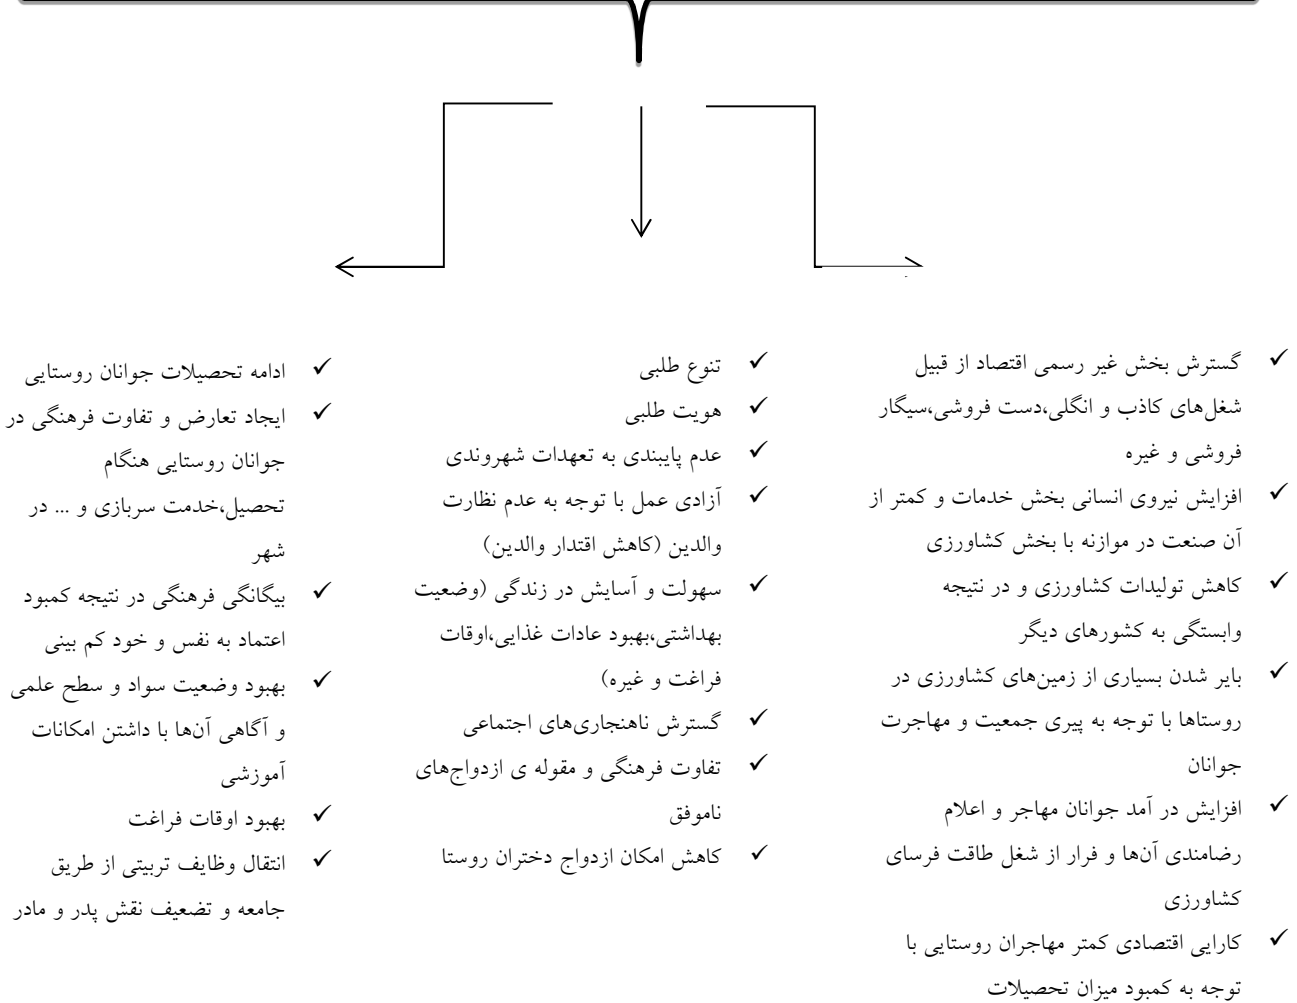 گسترش بخش غیر رسمی اقتصاد از قبیل
شغل‌های کاذب و انگلی،دست فروشی،سیگار
فروشی و غیره
افزایش نیروی انسانی بخش خدمات و کمتر از
آن صنعت در موازنه با بخش کشاورزی
کاهش تولیدات کشاورزی و در نتیجه
وابستگی به کشورهای دیگر
بایر شدن بسیاری از زمین‌های کشاورزی در
روستاها با توجه به پیری جمعیت و مهاجرت
جوانان
افزایش در آمد جوانان مهاجر و اعلام
رضامندی آن‌ها و فرار از شغل طاقت فرسای
کشاورزی
کارایی اقتصادی کمتر مهاجران روستایی با
توجه به کمبود میزان تحصیلات
تنوع طلبی
هویت طلبی
عدم پایبندی به تعهدات شهروندی
آزادی عمل با توجه به عدم نظارت
والدین (کاهش اقتدار والدین)
سهولت و آسایش در زندگی (وضعیت
بهداشتی،بهبود عادات غذایی،اوقات
فراغت و غیره)
گسترش ناهنجاری‌های اجتماعی
تفاوت فرهنگی و مقوله ی ازدواج‌های
ناموفق
کاهش امکان ازدواج دختران روستا
ادامه تحصیلات جوانان روستایی
ایجاد تعارض و تفاوت فرهنگی در
جوانان روستایی هنگام
تحصیل،خدمت سربازی و ... در
شهر
بیگانگی فرهنگی در نتیجه کمبود
اعتماد به نفس و خود کم بینی
بهبود وضعیت سواد و سطح علمی
و آگاهی آن‌ها با داشتن امکانات
آموزشی
بهبود اوقات فراغت
انتقال وظایف تربیتی از طریق
جامعه و تضعیف نقش پدر و مادر